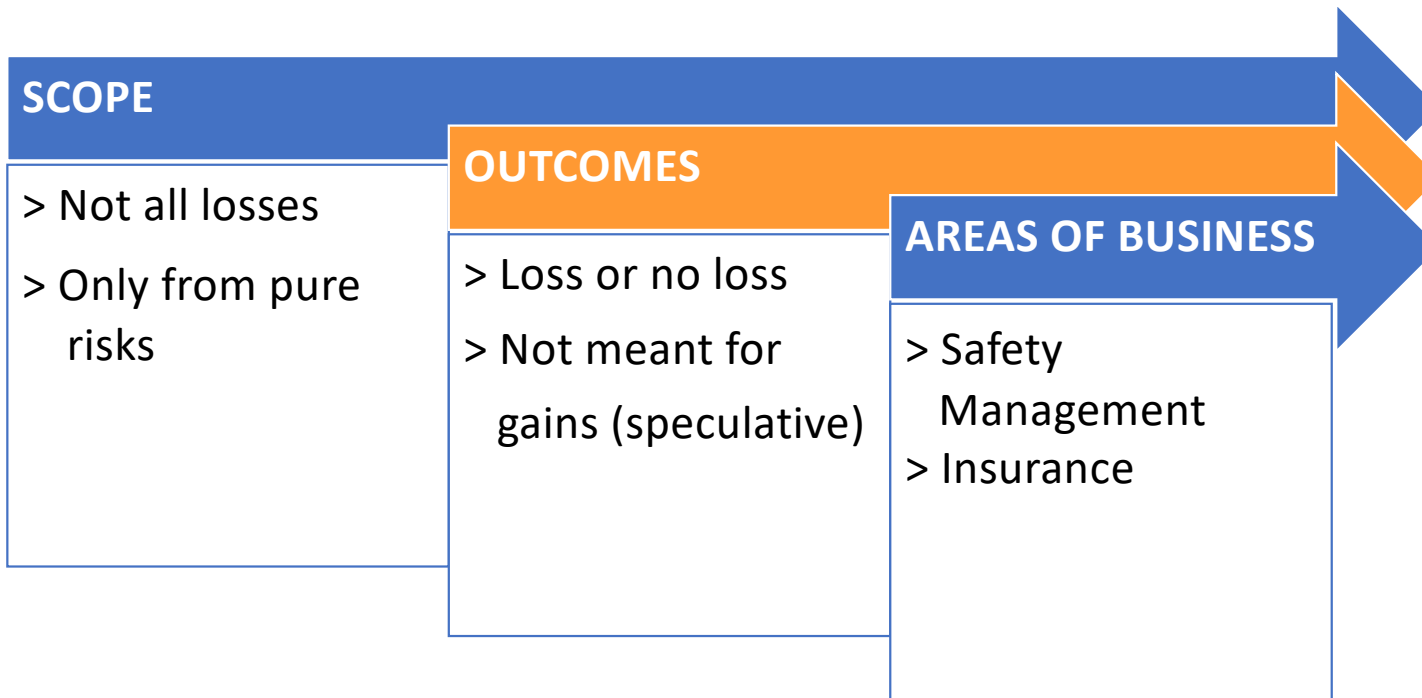 SCOPE
> Not all losses
> Only from pure
risks
OUTCOMES
> Loss or no loss
> Not meant for
gains (speculative)
AREAS OF BUSINESS
> Safety
Management
> Insurance